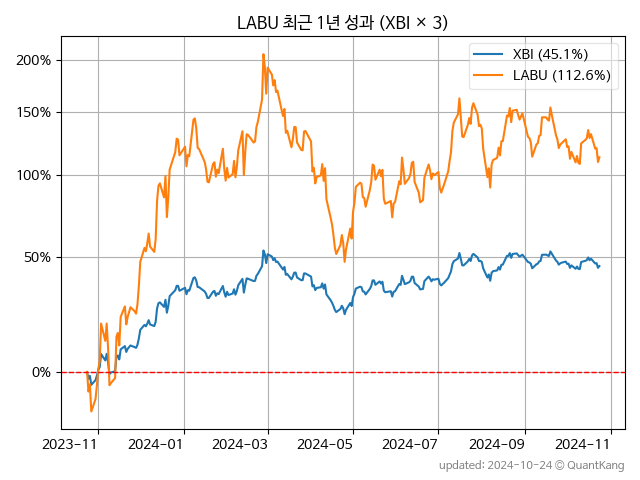 LABU 최근 1년 성과 (XBI × 3)
XBI (45.1%)
LABU (112.6%)
200%
150%
100%
50%
0%
2023-11 2024-01 2024-03 2024-05 2024-07 2024-09 2024-11
updated: 2024-10-24 © QuantKang